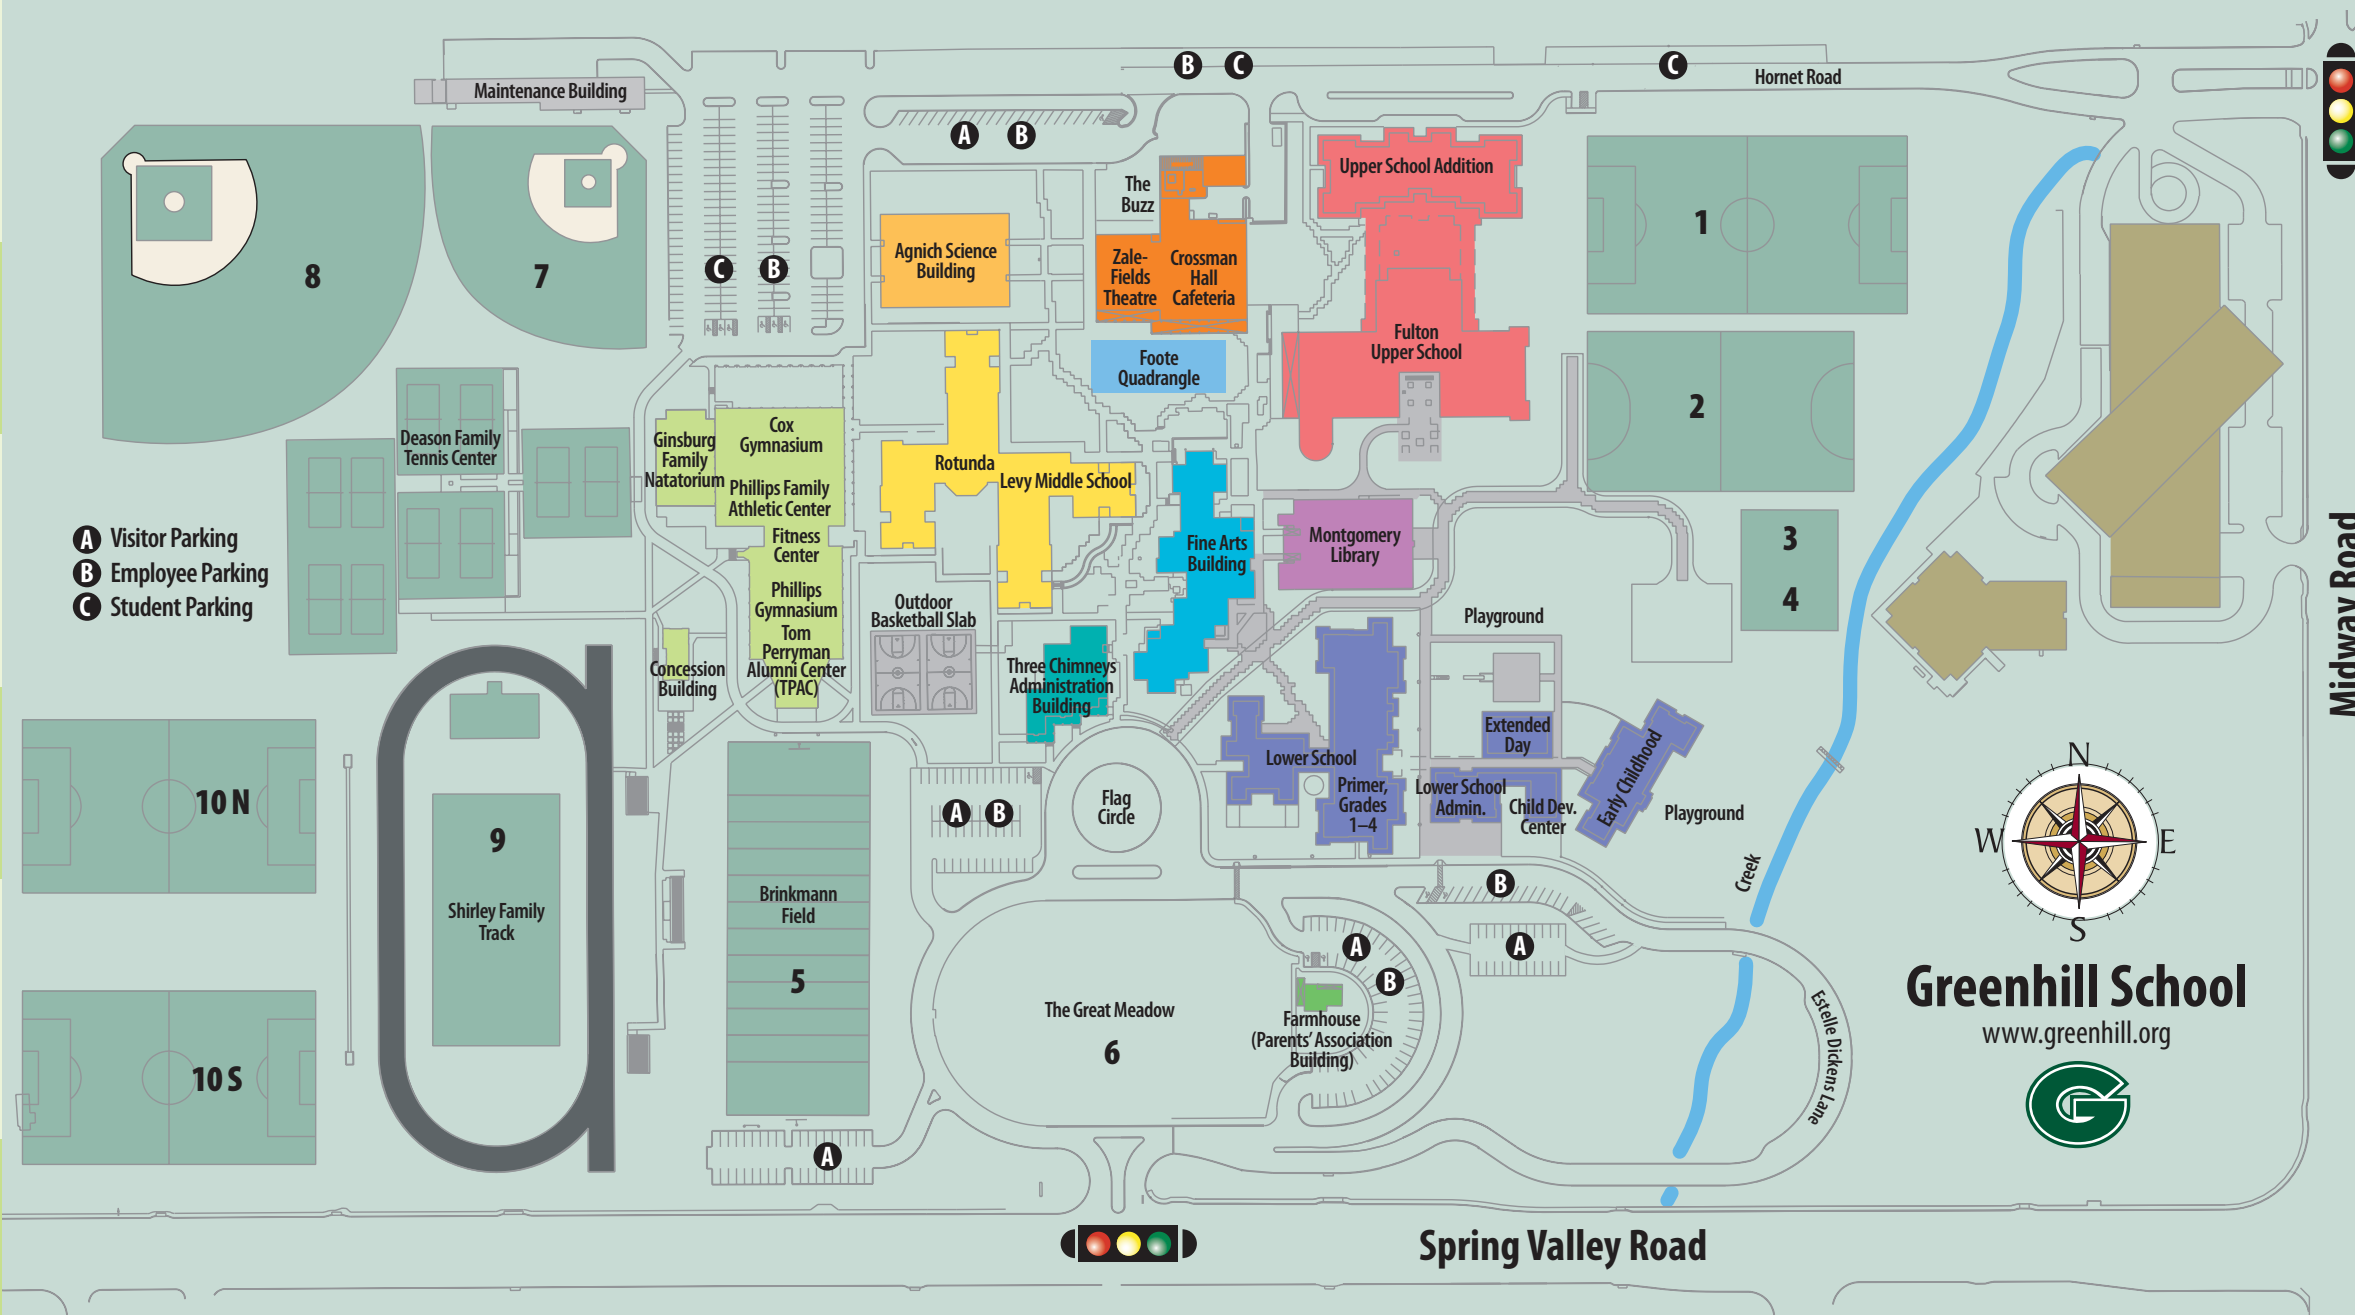 B
C
C
Hornet Road
Maintenance Building
A
B
Upper School Addition
The
Buzz
1
8
7
C
B
Agnich Science
Building
Zale-
Fields
Theatre
Crossman
Hall
Cafeteria
Fulton
Upper School
Foote
Quadrangle
2
Deason Family
Tennis Center
Ginsburg
Family
Natatorium
Cox
Gymnasium
Phillips Family
Athletic Center
Rotunda
Levy Middle School
A Visitor Parking
B Employee Parking
C Student Parking
Fitness
Center
Phillips
Gymnasium
Tom
Perryman
Alumni Center
(TPAC)
Fine Arts
Building
Montgomery
Library
3
4
Midway Road
Outdoor
Basketball Slab
Playground
Concession
Building
Three Chimneys
Administration
Building
Extended
Day
Lower School
Primer,
Grades
1–4
Lower School
Admin.
Child Dev.
Center
Early Childhood
Playground
10 N
9
Shirley Family
Track
A
B
Flag
Circle
Brinkmann
Field
5
B
A
A
B
Creek
N
W
E
S
The Great Meadow
6
Farmhouse
(Parents' Association
Building)
Estelle Dickens Lane
Greenhill School
www.greenhill.org
G
10 S
A
Spring Valley Road